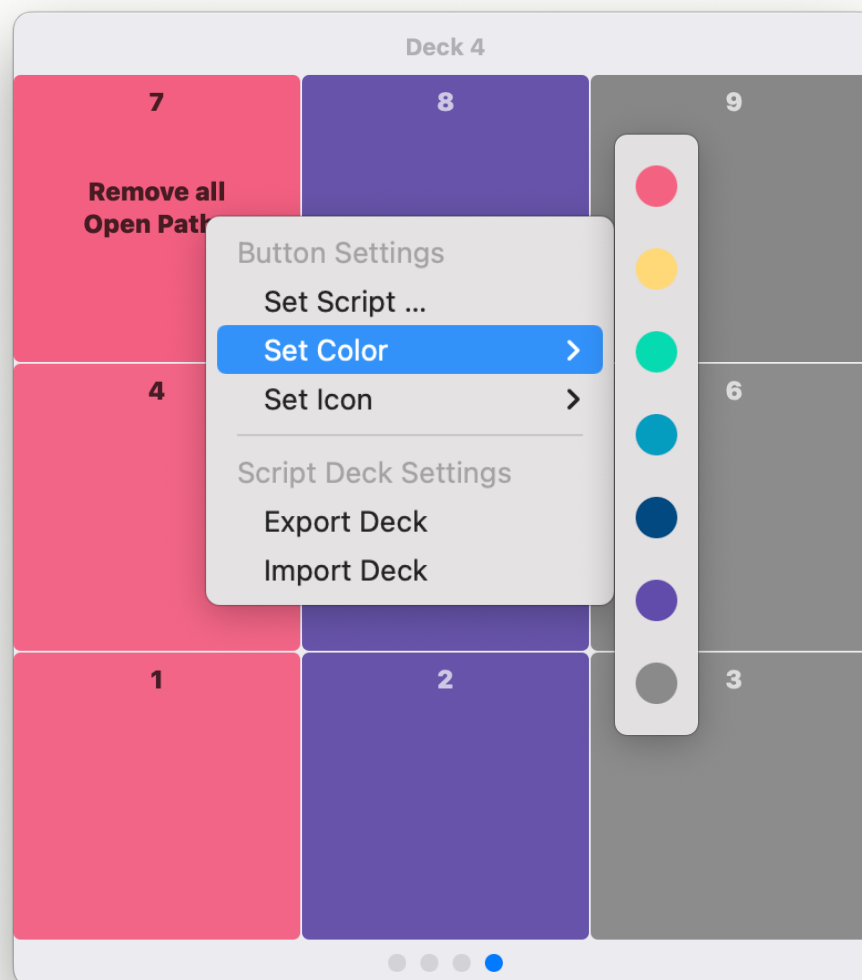 Deck 4
7
8
9
Remove all
Open Path
Button Settings
Set Script ...
Set Color
Set Icon
Script Deck Settings
Export Deck
Import Deck
4
6
1
2
3